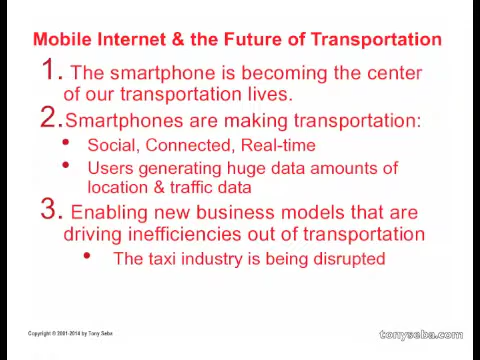 Mobile Internet & the Future of Transportation
1. The smartphone is becoming the center
of our transportation lives.
2. Smartphones are making transportation:
• Social, Connected, Real-time
• Users generating huge data amounts of
location & traffic data
3. Enabling new business models that are
driving inefficiencies out of transportation
• The taxi industry is being disrupted
Copyright © 2001-2014 by Tony Seba
tonyseba.com